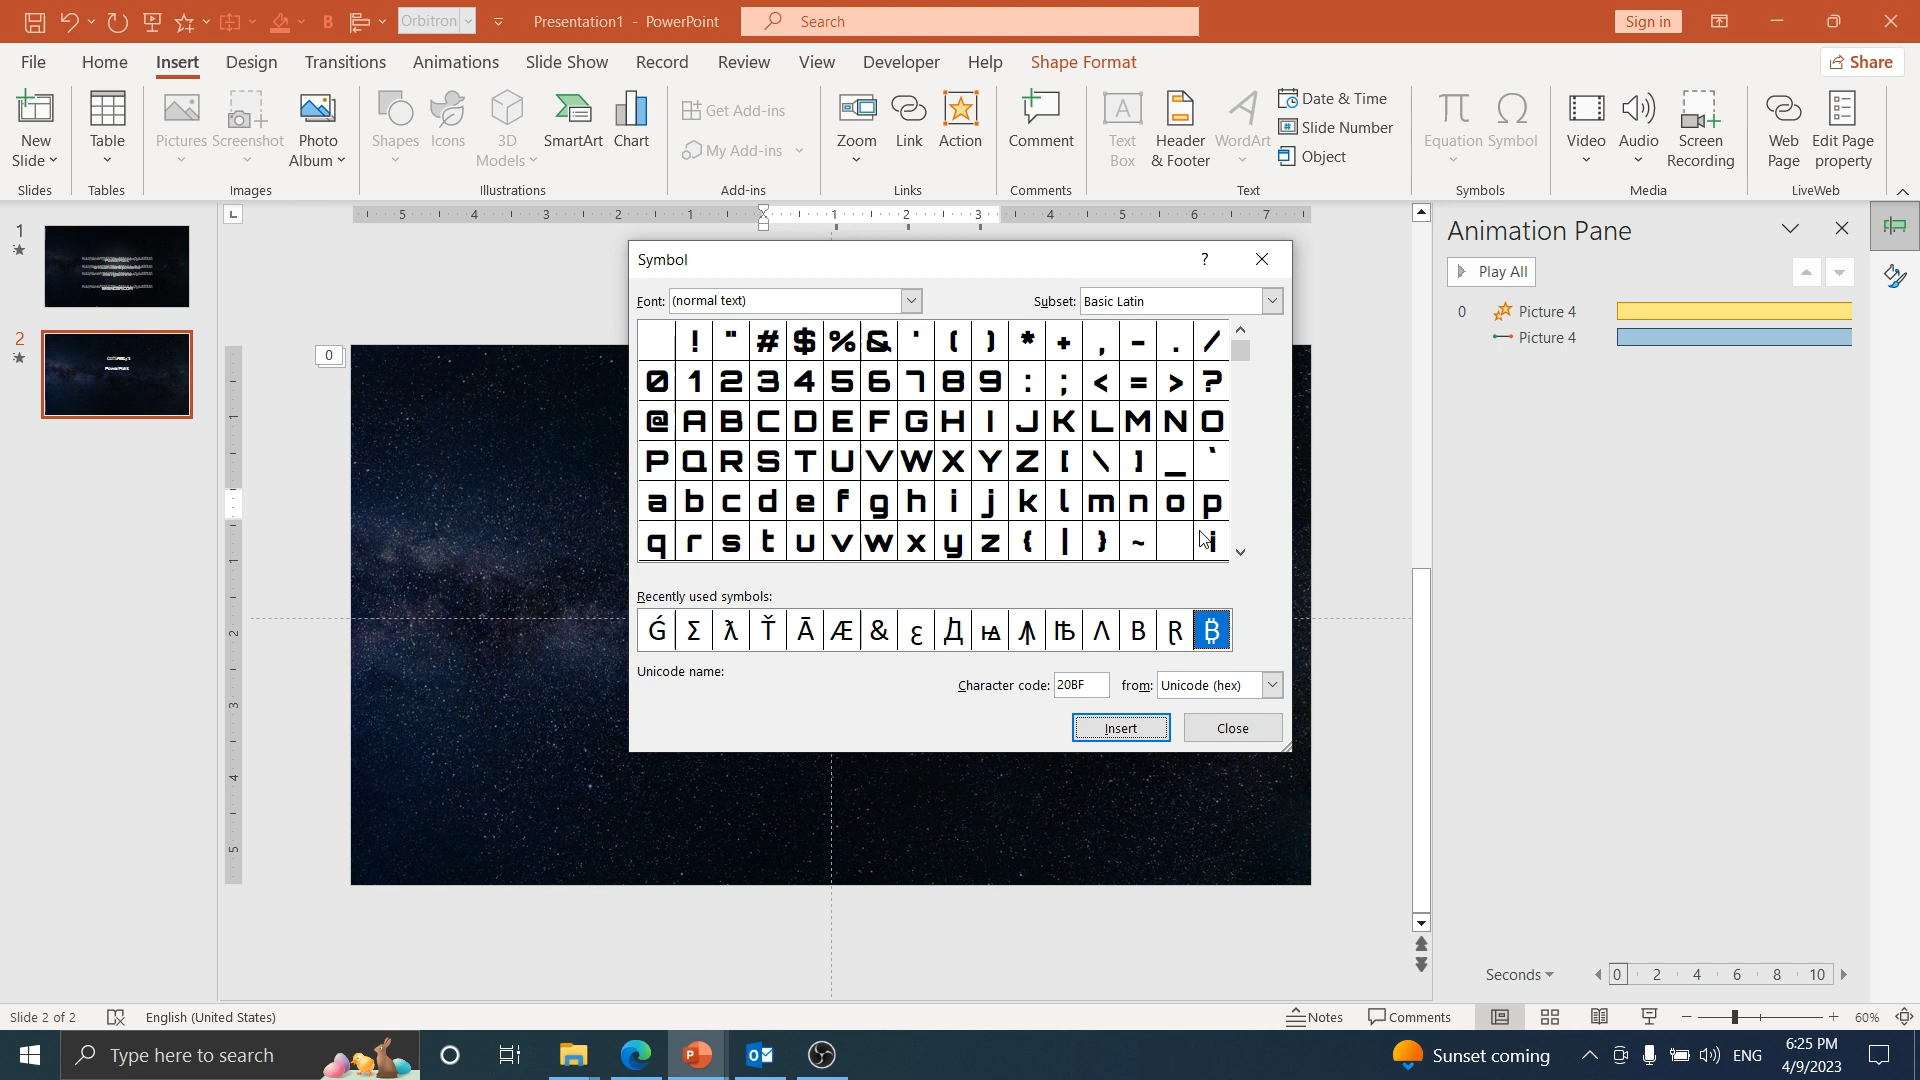 Orbitron
Presentation1 - PowerPoint
Search
Sign in
File Home Insert Design Transitions Animations Slide Show Record Review View Developer Help Shape Format
Share
New Slide
Table
Pictures
Screenshot
Photo Album
Shapes
Icons
3D Models
SmartArt
Chart
Get Add-ins
My Add-ins
Zoom
Link
Action
Comment
Text Box
Header & Footer
WordArt
Date & Time
Slide Number
Object
Equation
Symbol
Video
Audio
Screen Recording
Web Page
Edit Page property
Slides Tables Images Illustrations Add-ins Links Comments Text Symbols Media LiveWeb
1
2
0
Symbol
?
Font: (normal text)
Subset: Basic Latin
! " # $ % & ' ( ) * + , - . /
0 1 2 3 4 5 6 7 8 9 : ; < = > ?
@ A B C D E F G H I J K L M N O
P Q R S T U V W X Y Z [ \ ] _ `
a b c d e f g h i j k l m n o p
q r s t u v w x y z { | } ~ ¡
Recently used symbols:
Ǵ Σ ƛ Ť Ā Æ & ε Д Ѩ Ѩ Ѣ Λ B Ɽ ₿
Unicode name:
Character code: 20BF from: Unicode (hex)
Insert Close
Animation Pane
Play All
0 Picture 4
Picture 4
Seconds 0 2 4 6 8 10
Slide 2 of 2 English (United States)
Notes Comments 60%
Type here to search
Sunset coming
ENG
6:25 PM
4/9/2023